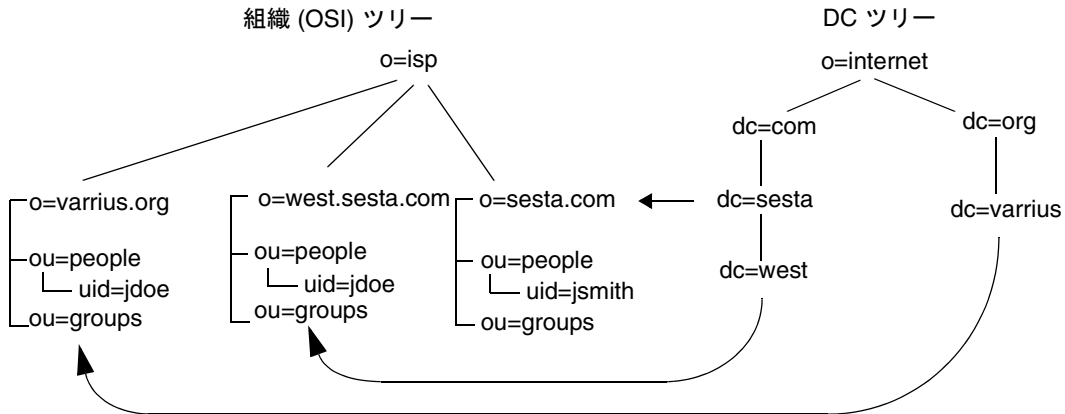 組織 (OSI) ツリー
o=isp
o=varrius.org
ou=people
uid=jdoe
ou=groups
o=west.sesta.com
ou=people
uid=jdoe
ou=groups
o=sesta.com
ou=people
uid=jsmith
ou=groups
DC ツリー
o=internet
dc=com
dc=sesta
dc=west
dc=org
dc=varrius